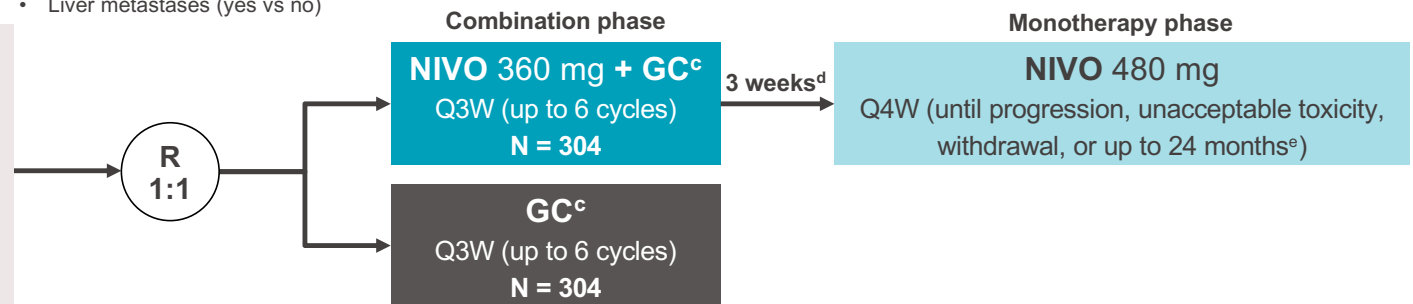 • Liver metastases (yes vs no)
Combination phase
Monotherapy phase
R
1:1
NIVO 360 mg + GCᶜ
Q3W (up to 6 cycles)
N = 304
3 weeksᵈ
NIVO 480 mg
Q4W (until progression, unacceptable toxicity,
withdrawal, or up to 24 monthsᵉ)
GCᶜ
Q3W (up to 6 cycles)
N = 304